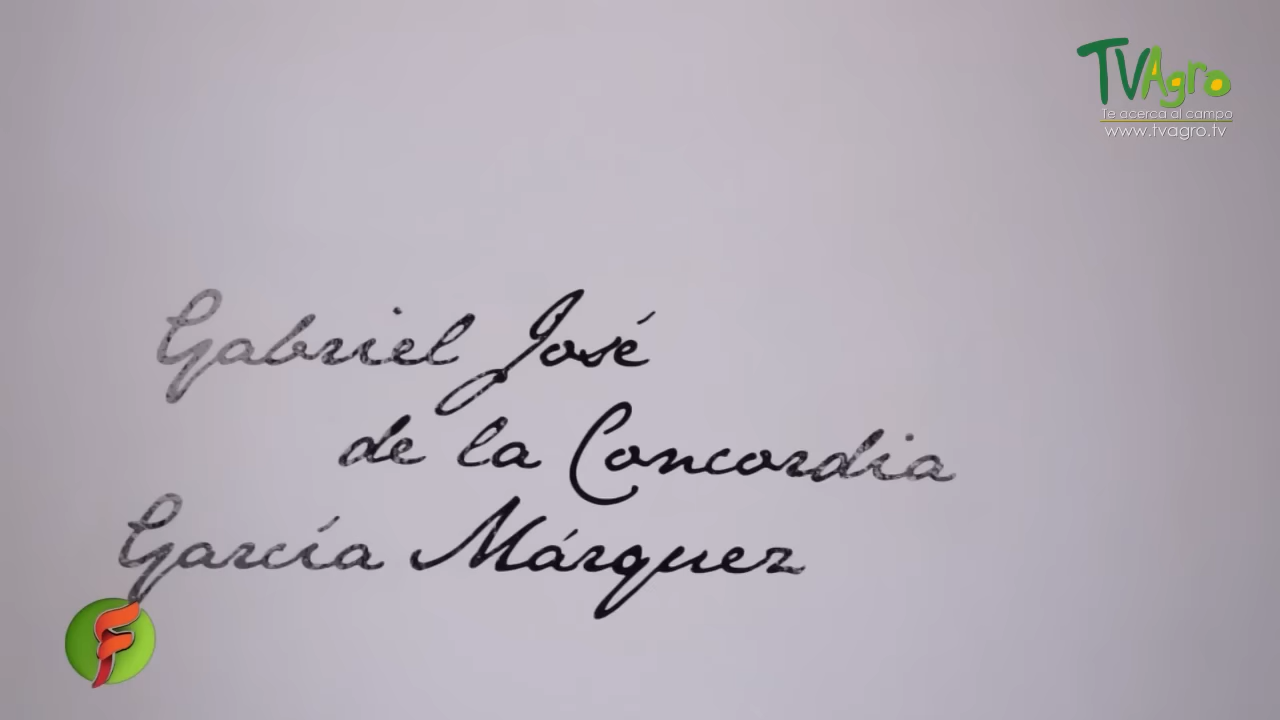 TVAgro
Te acerca al campo
www.tvagro.tv
Gabriel José
de la Concordia
García Márquez
F